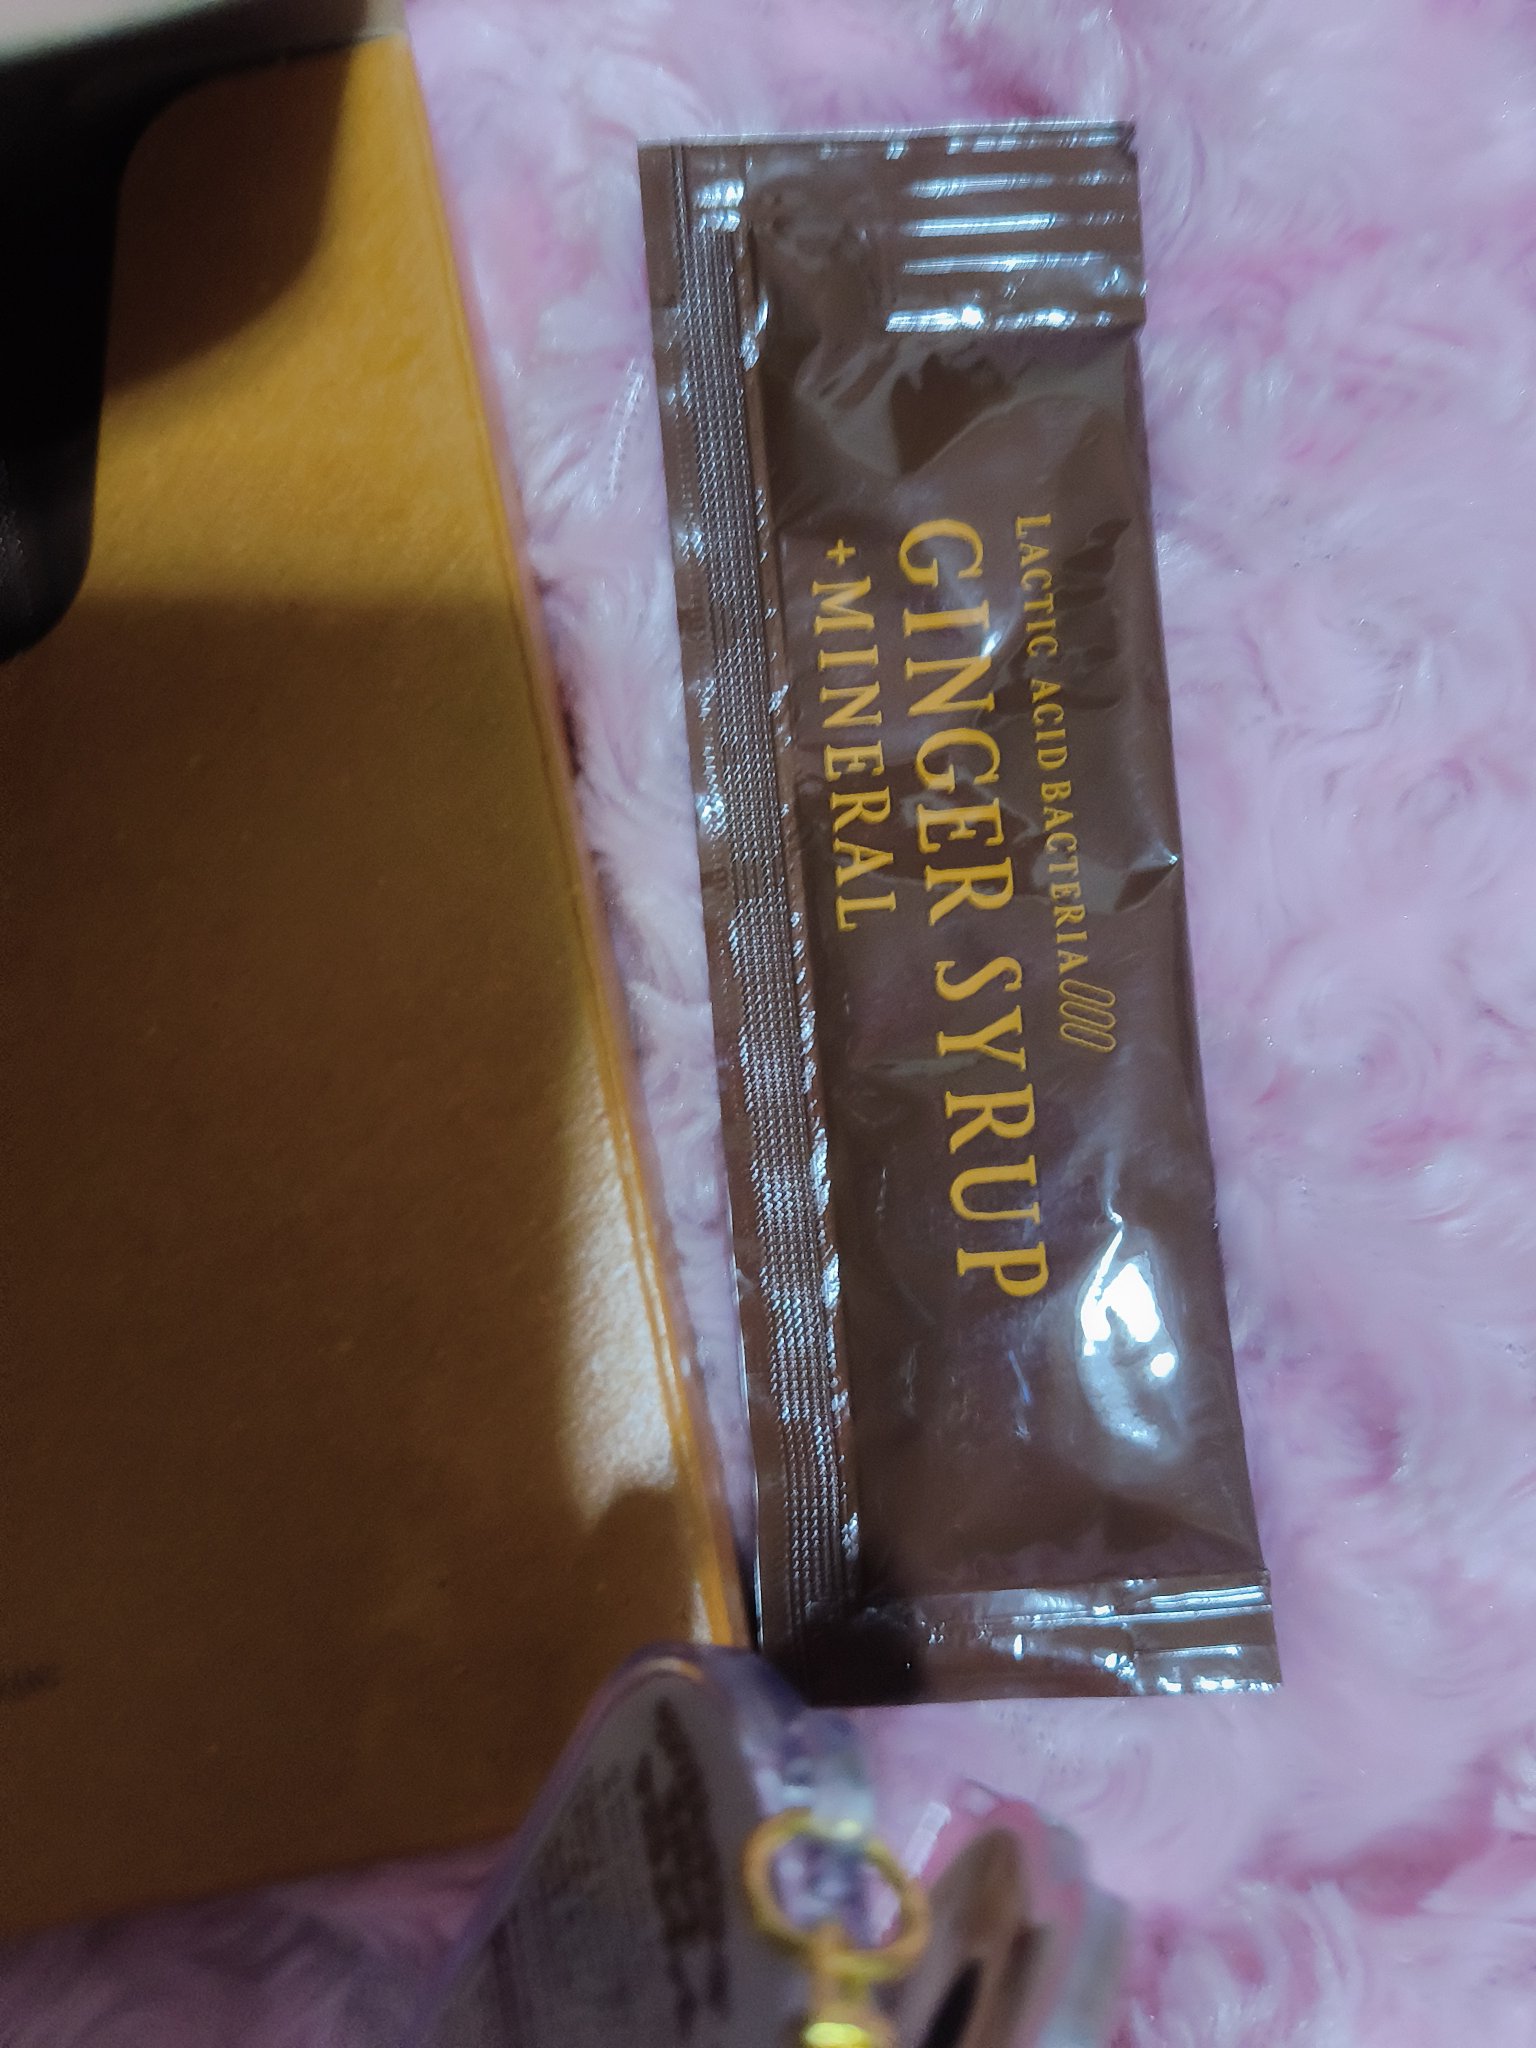 LACTIC ACID BACTERIA
GINGER SYRUP
+MINERAL